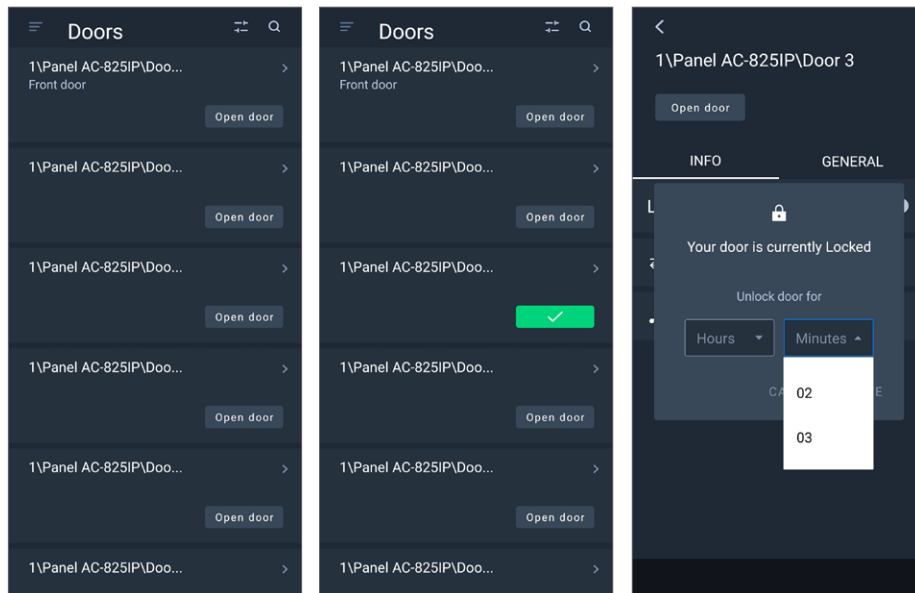 Doors
1\Panel AC-825IP\Doo...
Front door
Open door
1\Panel AC-825IP\Doo...
Open door
1\Panel AC-825IP\Doo...
Open door
1\Panel AC-825IP\Doo...
Open door
1\Panel AC-825IP\Doo...
Open door
1\Panel AC-825IP\Doo...
Doors
1\Panel AC-825IP\Doo...
Front door
Open door
1\Panel AC-825IP\Doo...
Open door
1\Panel AC-825IP\Doo...
1\Panel AC-825IP\Doo...
Open door
1\Panel AC-825IP\Doo...
Open door
1\Panel AC-825IP\Doo...
1\Panel AC-825IP\Door 3
Open door
INFO GENERAL
Your door is currently Locked
Unlock door for
Hours Minutes
02
03